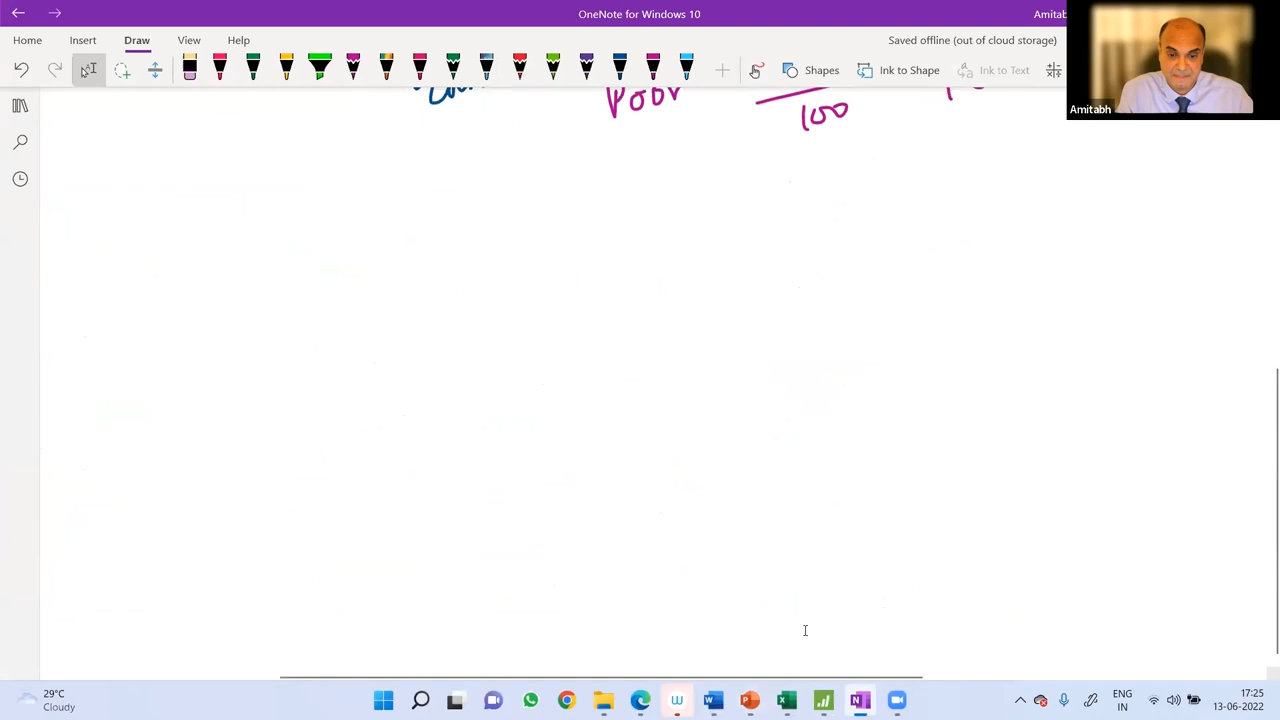 OneNote for Windows 10
Amitab
Home
Insert
Draw
View
Help
Saved offline (out of cloud storage)
Shapes
Ink to Shape
Ink to Text
Amitabh
Poor
100
29°C
Cloudy
ENG
IN
17:25
13-06-2022